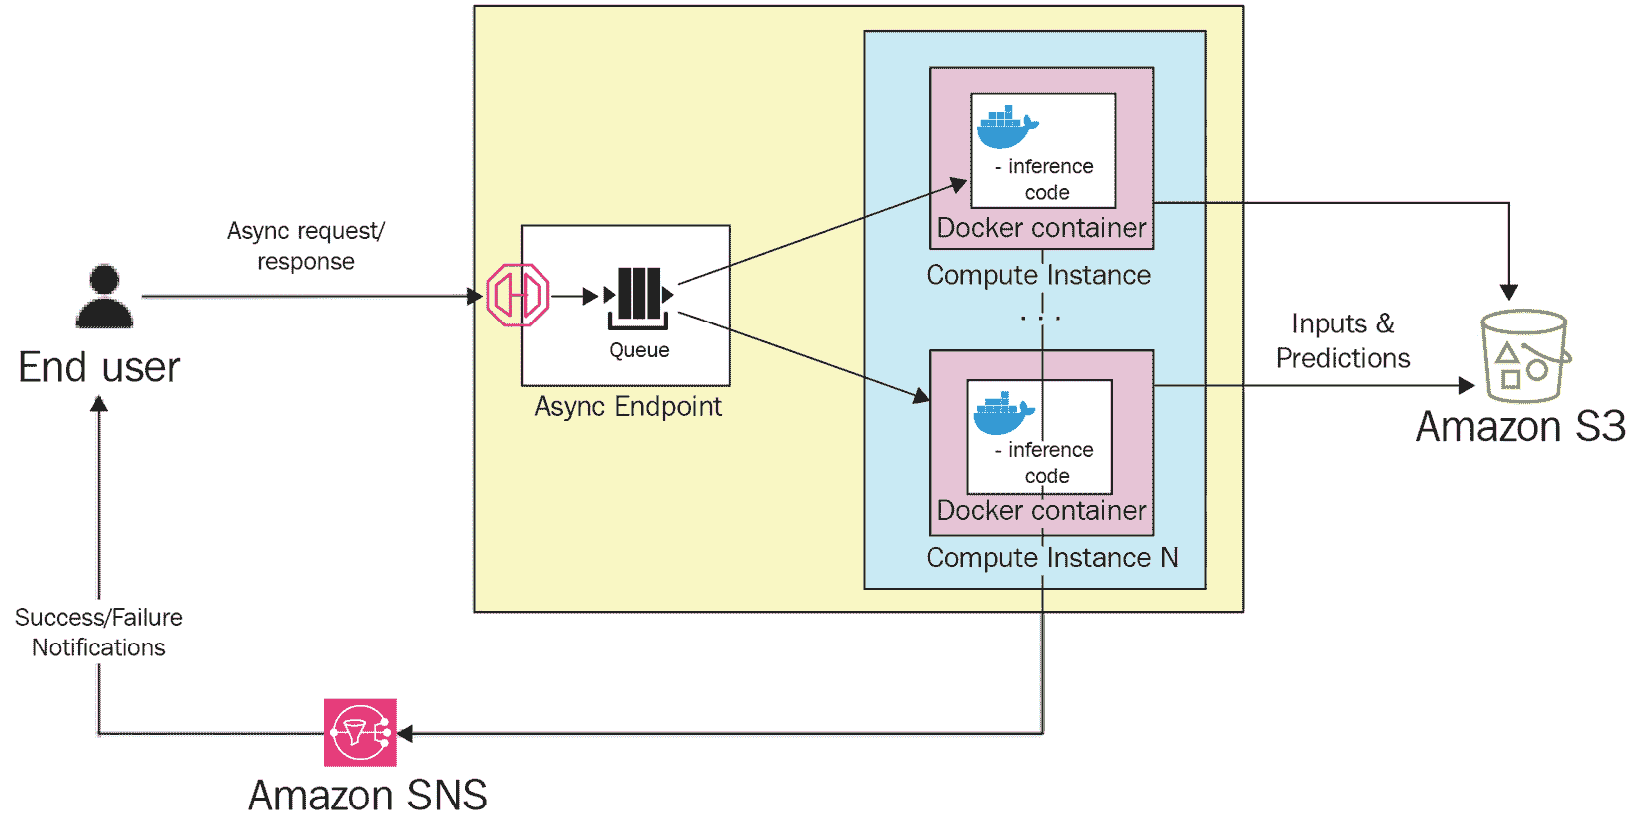 Async request/
response
End user
Queue
Async Endpoint
- inference
code
Docker container
Compute Instance
. . .
- inference
code
Docker container
Compute Instance N
Inputs &
Predictions
Amazon S3
Success/Failure
Notifications
Amazon SNS